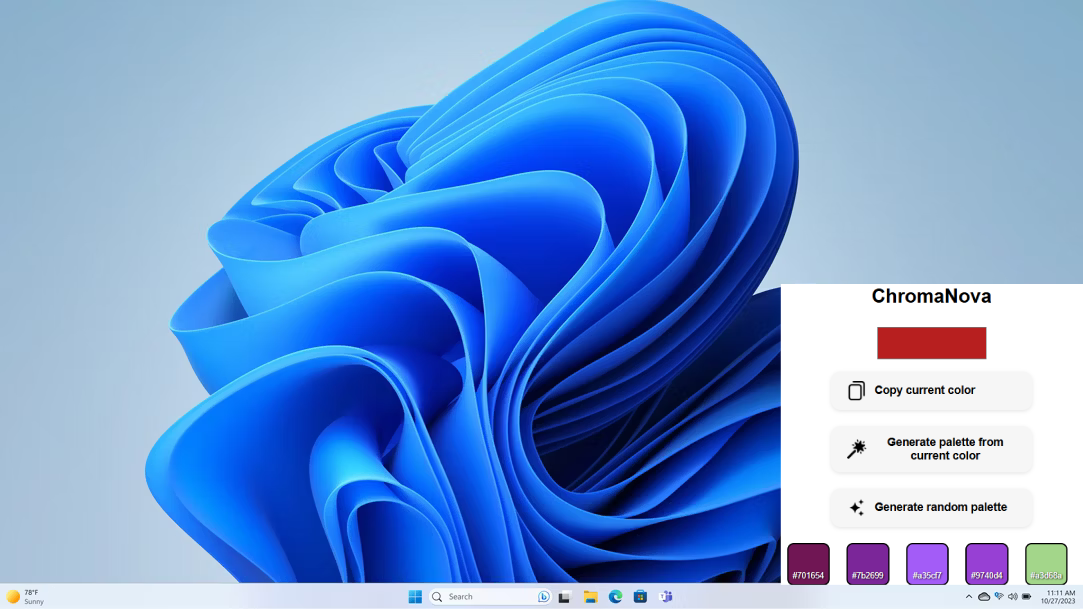 ChromaNova
Copy current color
Generate palette from
current color
Generate random palette
#701654
#7b2699
#a35cf7
#9740d4
#a3d68a
78°F
Sunny
Search
11:11 AM
10/27/2023